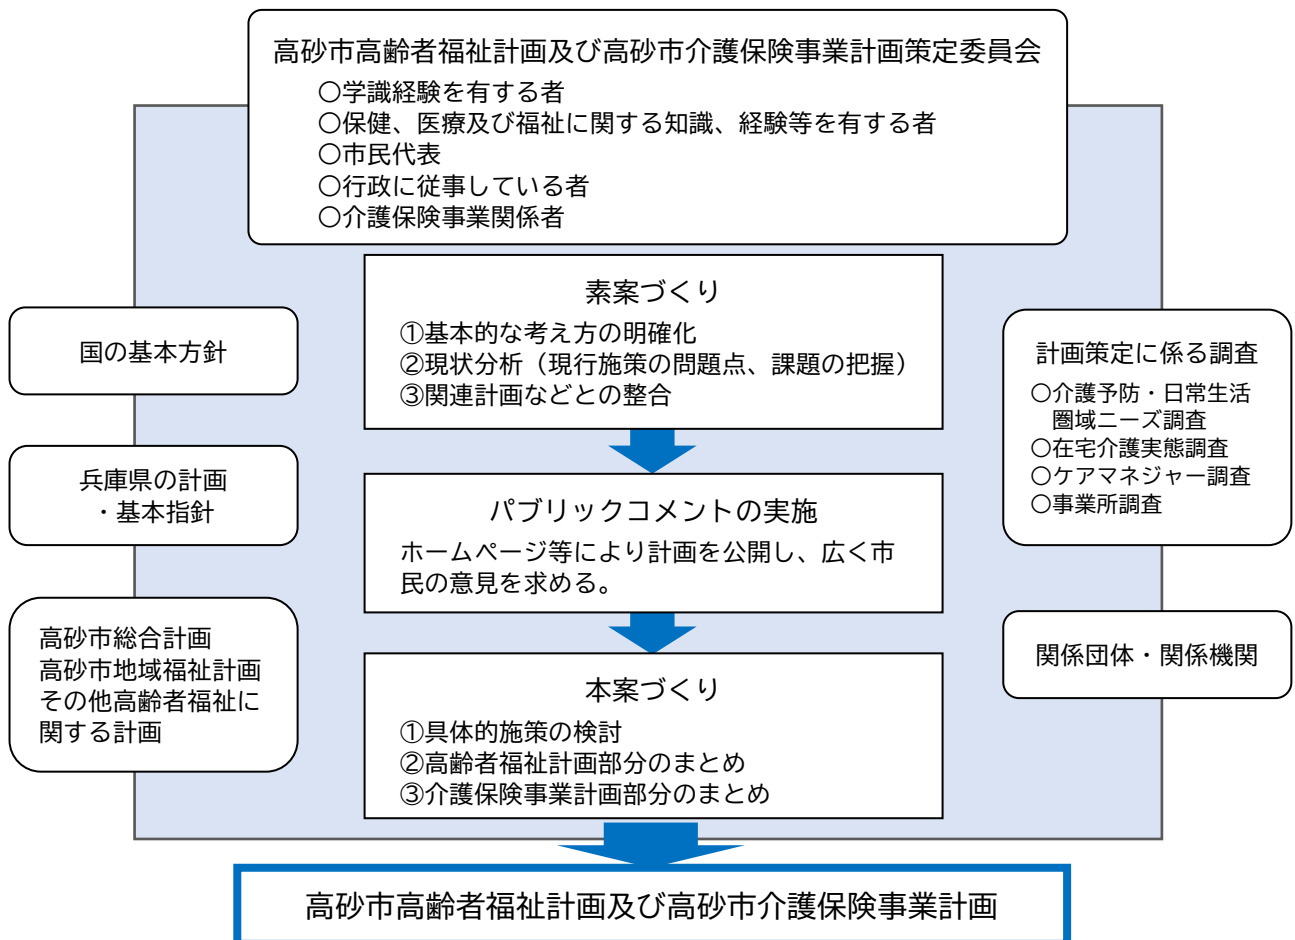 高砂市高齢者福祉計画及び高砂市介護保険事業計画策定委員会
〇学識経験を有する者
〇保健、医療及び福祉に関する知識、経験等を有する者
〇市民代表
〇行政に従事している者
〇介護保険事業関係者
素案づくり
①基本的な考え方の明確化
②現状分析（現行施策の問題点、課題の把握）
③関連計画などとの整合
国の基本方針
兵庫県の計画
・基本指針
高砂市総合計画
高砂市地域福祉計画
その他高齢者福祉に
関する計画
計画策定に係る調査
〇介護予防・日常生活
圏域ニーズ調査
〇在宅介護実態調査
〇ケアマネジャー調査
〇事業所調査
関係団体・関係機関
パブリックコメントの実施
ホームページ等により計画を公開し、広く市
民の意見を求める。
本案づくり
①具体的施策の検討
②高齢者福祉計画部分のまとめ
③介護保険事業計画部分のまとめ
高砂市高齢者福祉計画及び高砂市介護保険事業計画